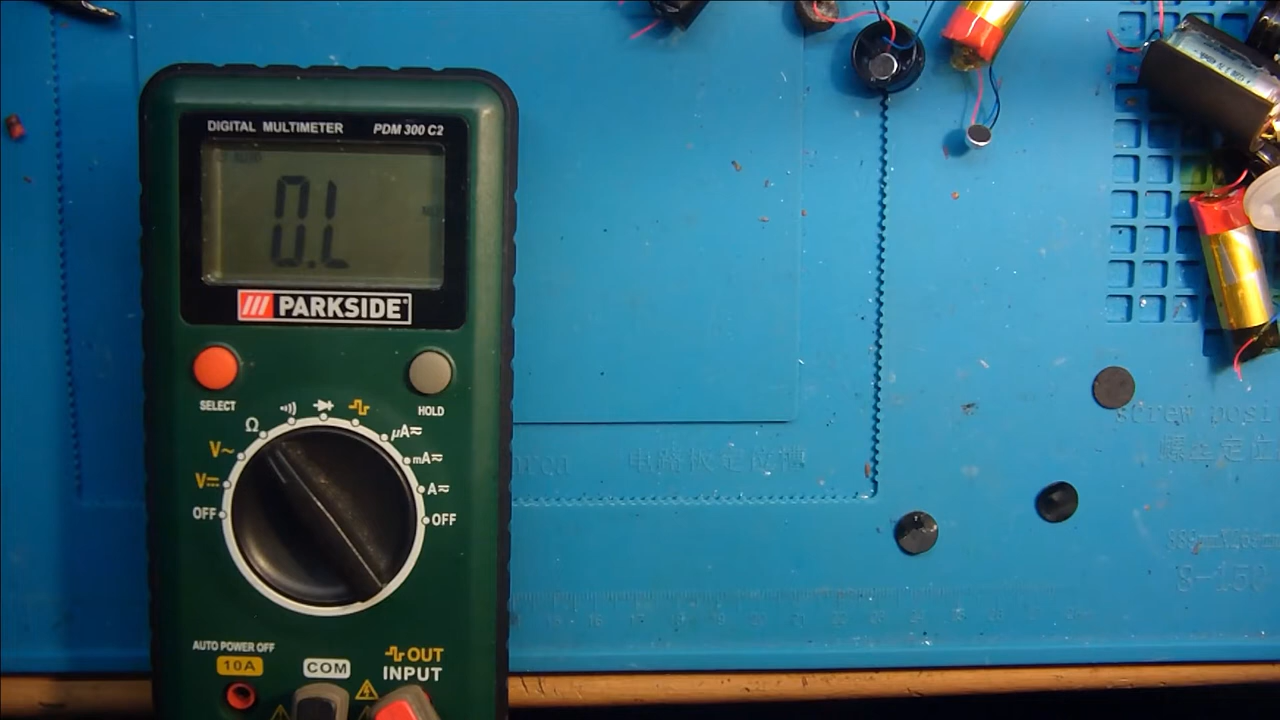 DIGITAL MULTIMETER PDM 300 C2
0.L
PARKSIDE
SELECT
HOLD
Ω
µA
V~ mA
V A
OFF OFF
AUTO POWER OFF
10A COM OUT
INPUT
电路板定位槽
screw posi
螺丝定位
S-150